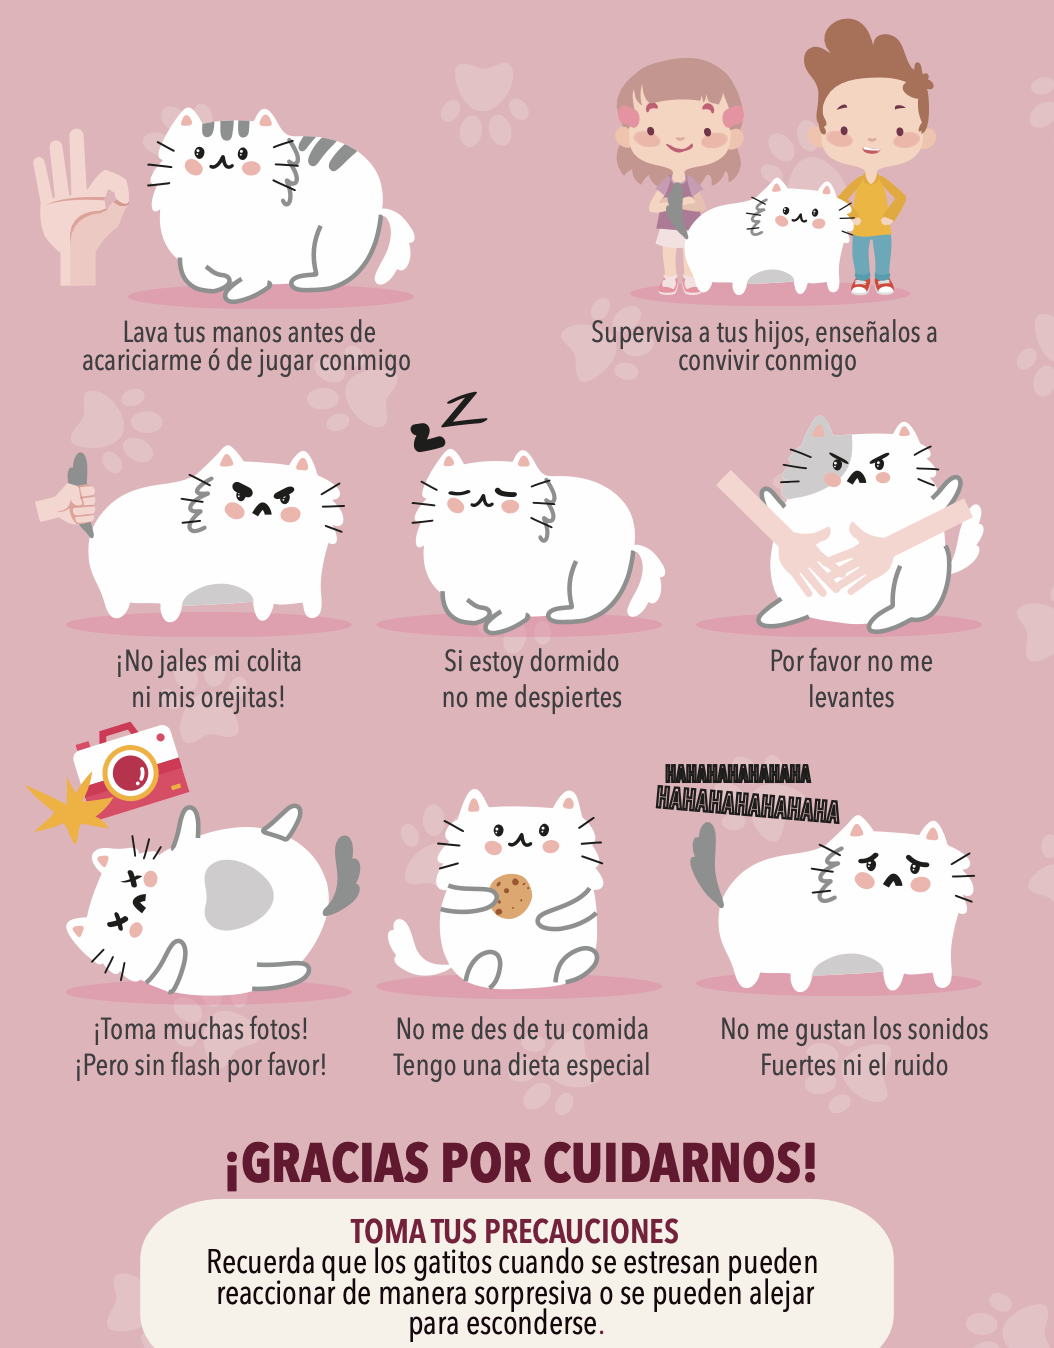 Lava tus manos antes de
acariciarme ó de jugar conmigo
Supervisa a tus hijos, enseñalos a
convivir conmigo
zZ
¡No jales mi colita
ni mis orejitas!
Si estoy dormido
no me despiertes
Por favor no me
levantes
HAHAHAHAHAHAHA
HAHAHAHAHAHAHA
¡Toma muchas fotos!
¡Pero sin flash por favor!
No me des de tu comida
Tengo una dieta especial
No me gustan los sonidos
Fuertes ni el ruido
¡GRACIAS POR CUIDARNOS!
TOMA TUS PRECAUCIONES
Recuerda que los gatitos cuando se estresan pueden
reaccionar de manera sorpresiva o se pueden alejar
para esconderse.